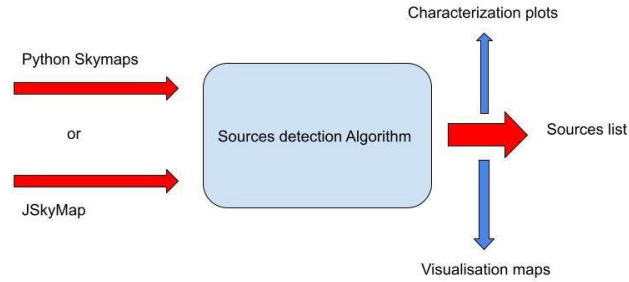 Characterization plots
Python Skymaps
or
Sources detection Algorithm
Sources list
JSkyMap
Visualisation maps